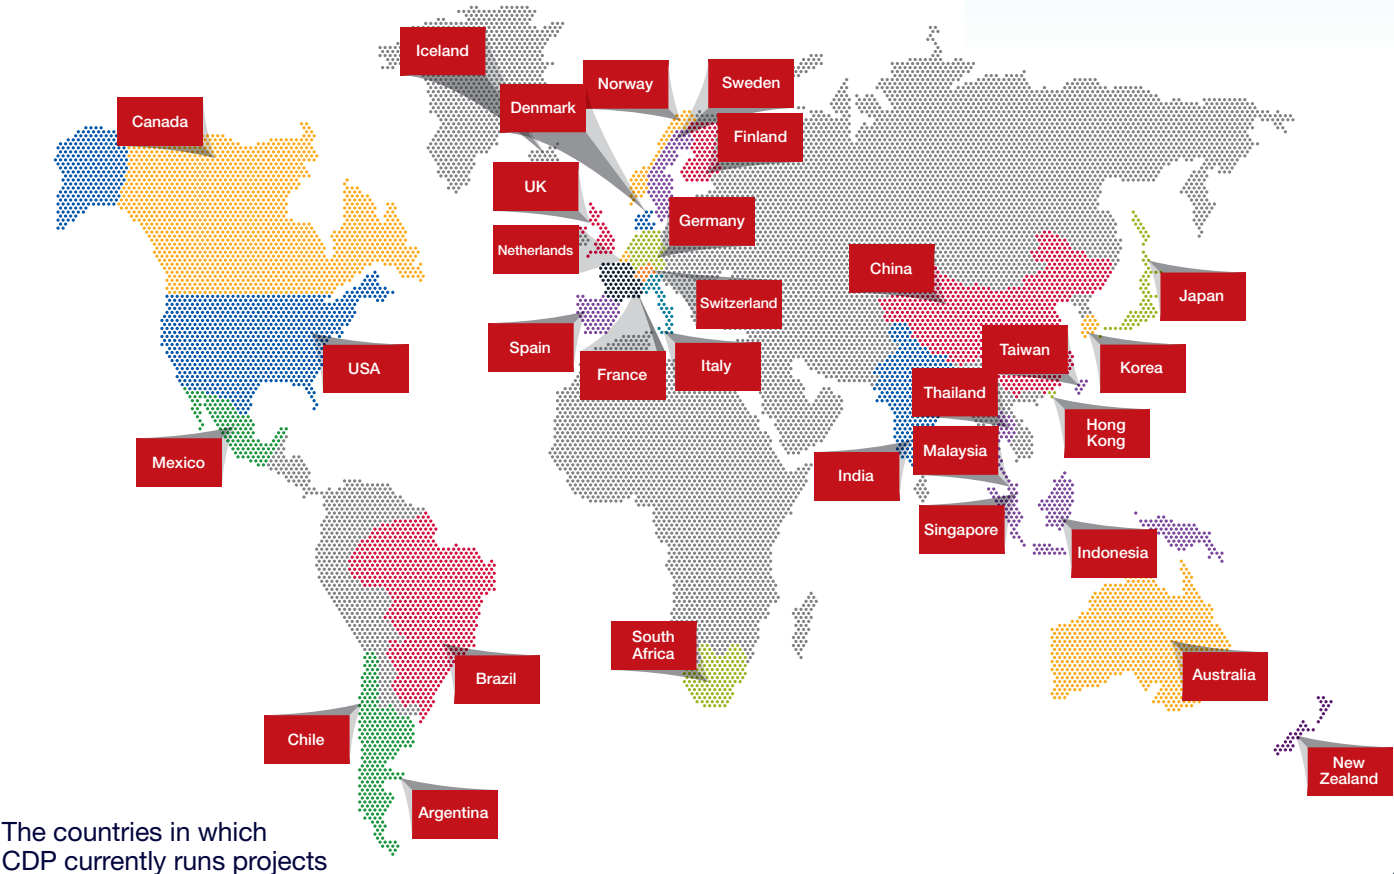 Iceland
Norway
Sweden
Denmark
Canada
Finland
UK
Germany
Netherlands
China
Japan
Switzerland
Spain
Taiwan
USA
France
Italy
Korea
Thailand
Hong
Kong
Mexico
Malaysia
India
Singapore
Indonesia
South
Africa
Brazil
Australia
Chile
New
Zealand
Argentina
The countries in which
CDP currently runs projects